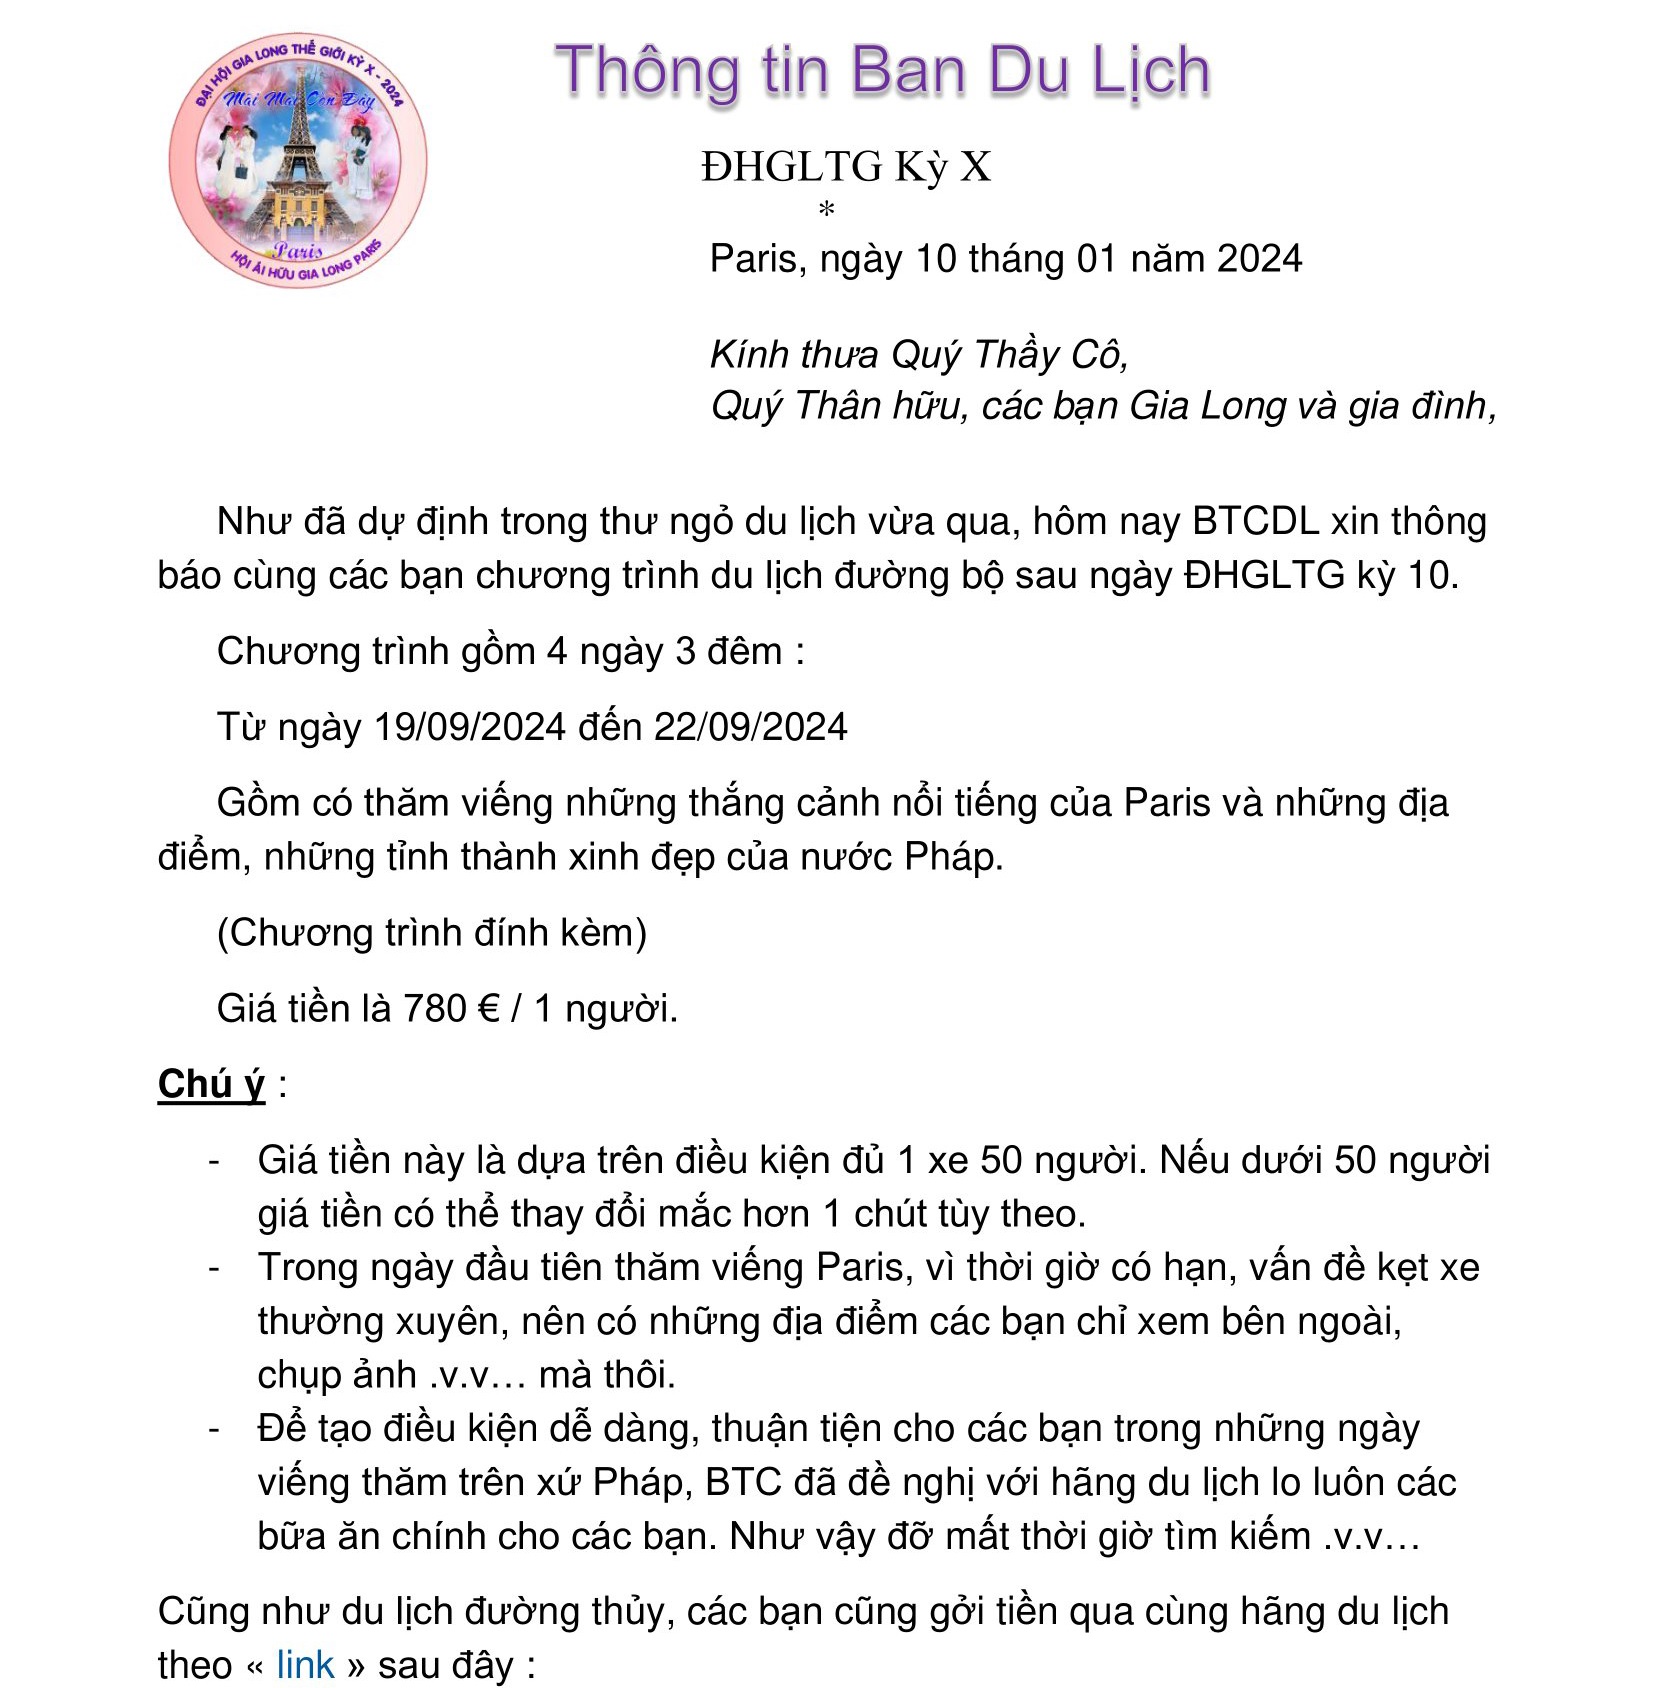 ĐẠI HỘI GIA LONG THẾ GIỚI KỲ X - 2024
Mãi Mãi Còn Đây
Paris
HỘI ÁI HỮU GIA LONG PARIS
Thông tin Ban Du Lịch
ĐHGLTG Kỳ X
*
Paris, ngày 10 tháng 01 năm 2024
Kính thưa Quý Thầy Cô,
Quý Thân hữu, các bạn Gia Long và gia đình,
Như đã dự định trong thư ngỏ du lịch vừa qua, hôm nay BTCDL xin thông
báo cùng các bạn chương trình du lịch đường bộ sau ngày ĐHGLTG kỳ 10.
Chương trình gồm 4 ngày 3 đêm :
Từ ngày 19/09/2024 đến 22/09/2024
Gồm có thăm viếng những thắng cảnh nổi tiếng của Paris và những địa
điểm, những tỉnh thành xinh đẹp của nước Pháp.
(Chương trình đính kèm)
Giá tiền là 780 € / 1 người.
Chú ý :
- Giá tiền này là dựa trên điều kiện đủ 1 xe 50 người. Nếu dưới 50 người
giá tiền có thể thay đổi mắc hơn 1 chút tùy theo.
- Trong ngày đầu tiên thăm viếng Paris, vì thời giờ có hạn, vấn đề kẹt xe
thường xuyên, nên có những địa điểm các bạn chỉ xem bên ngoài,
chụp ảnh .v.v… mà thôi.
- Để tạo điều kiện dễ dàng, thuận tiện cho các bạn trong những ngày
viếng thăm trên xứ Pháp, BTC đã đề nghị với hãng du lịch lo luôn các
bữa ăn chính cho các bạn. Như vậy đỡ mất thời giờ tìm kiếm .v.v…
Cũng như du lịch đường thủy, các bạn cũng gởi tiền qua cùng hãng du lịch
theo « link » sau đây :